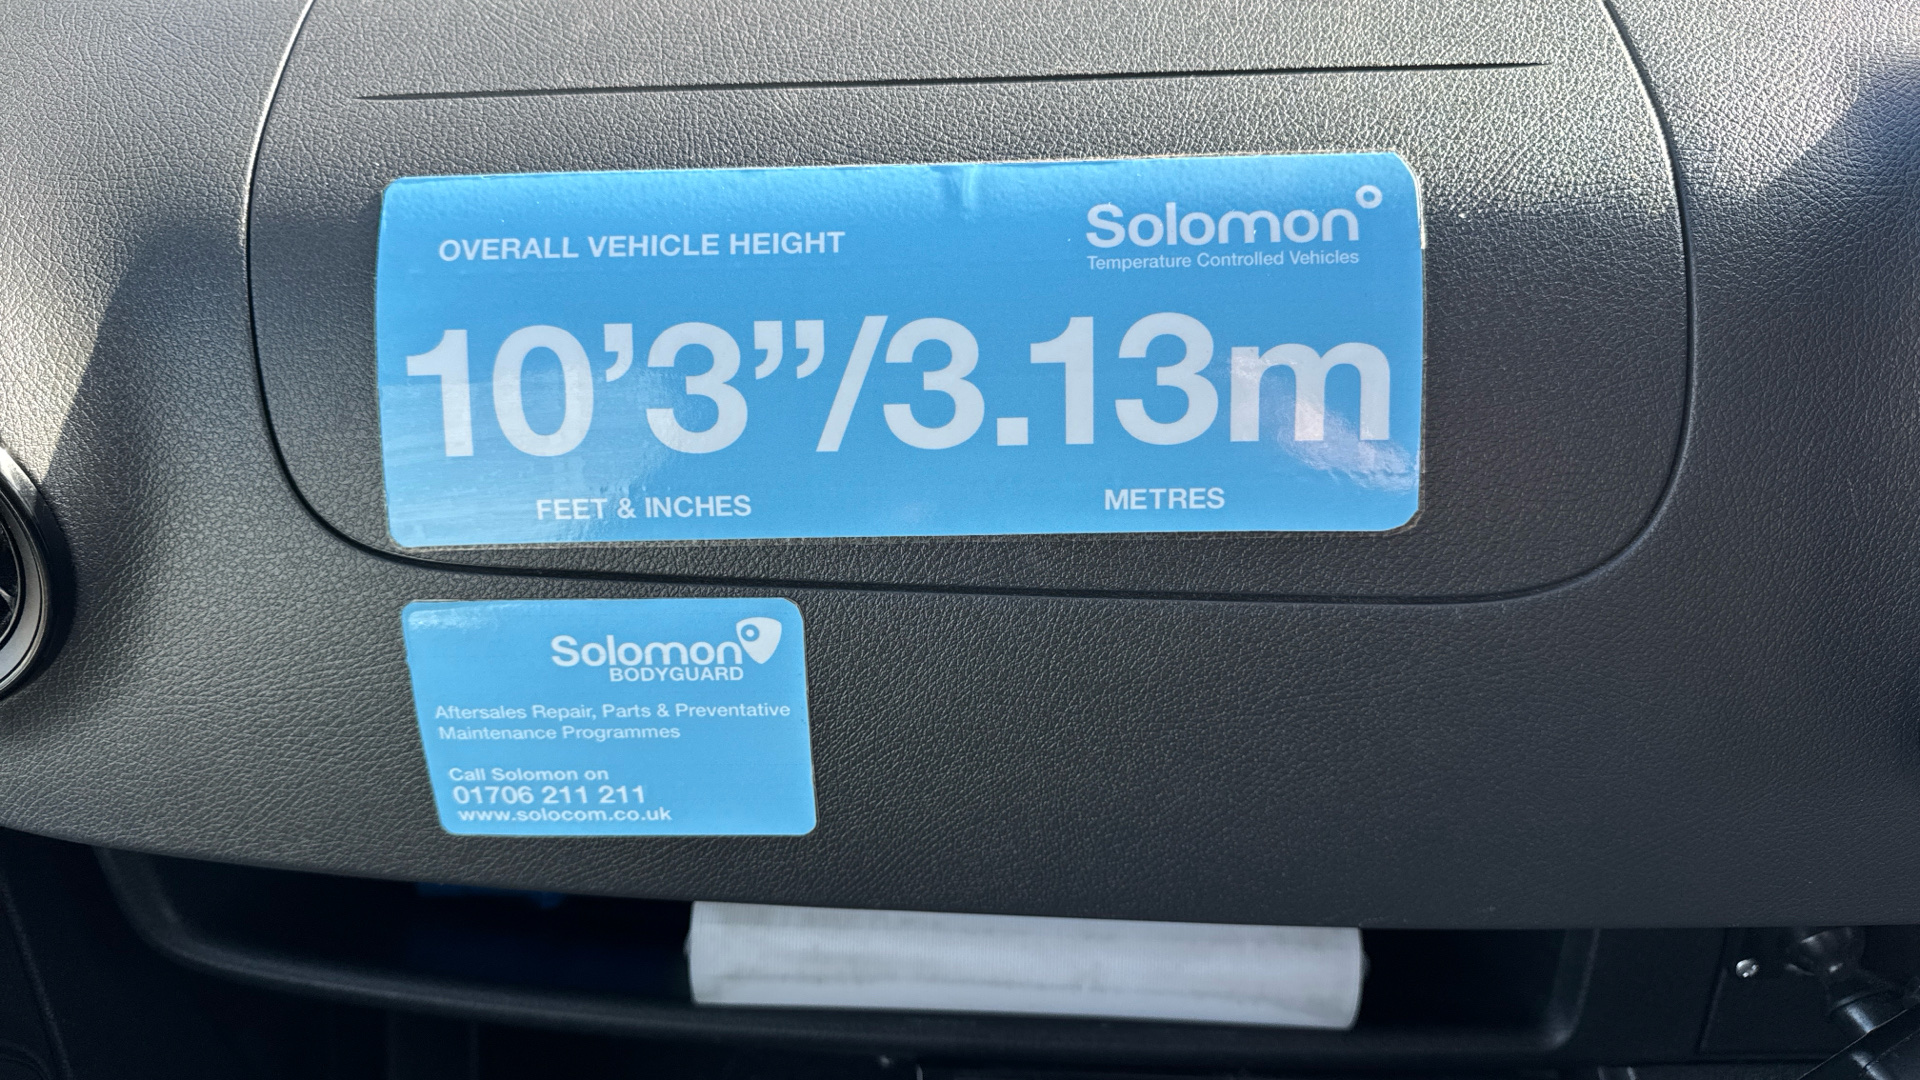 OVERALL VEHICLE HEIGHT
Solomon°
Temperature Controlled Vehicles
10’3”/3.13m
FEET & INCHES
METRES
Solomon
BODYGUARD
Aftersales Repair, Parts & Preventative
Maintenance Programmes
Call Solomon on
01706 211 211
www.solocom.co.uk